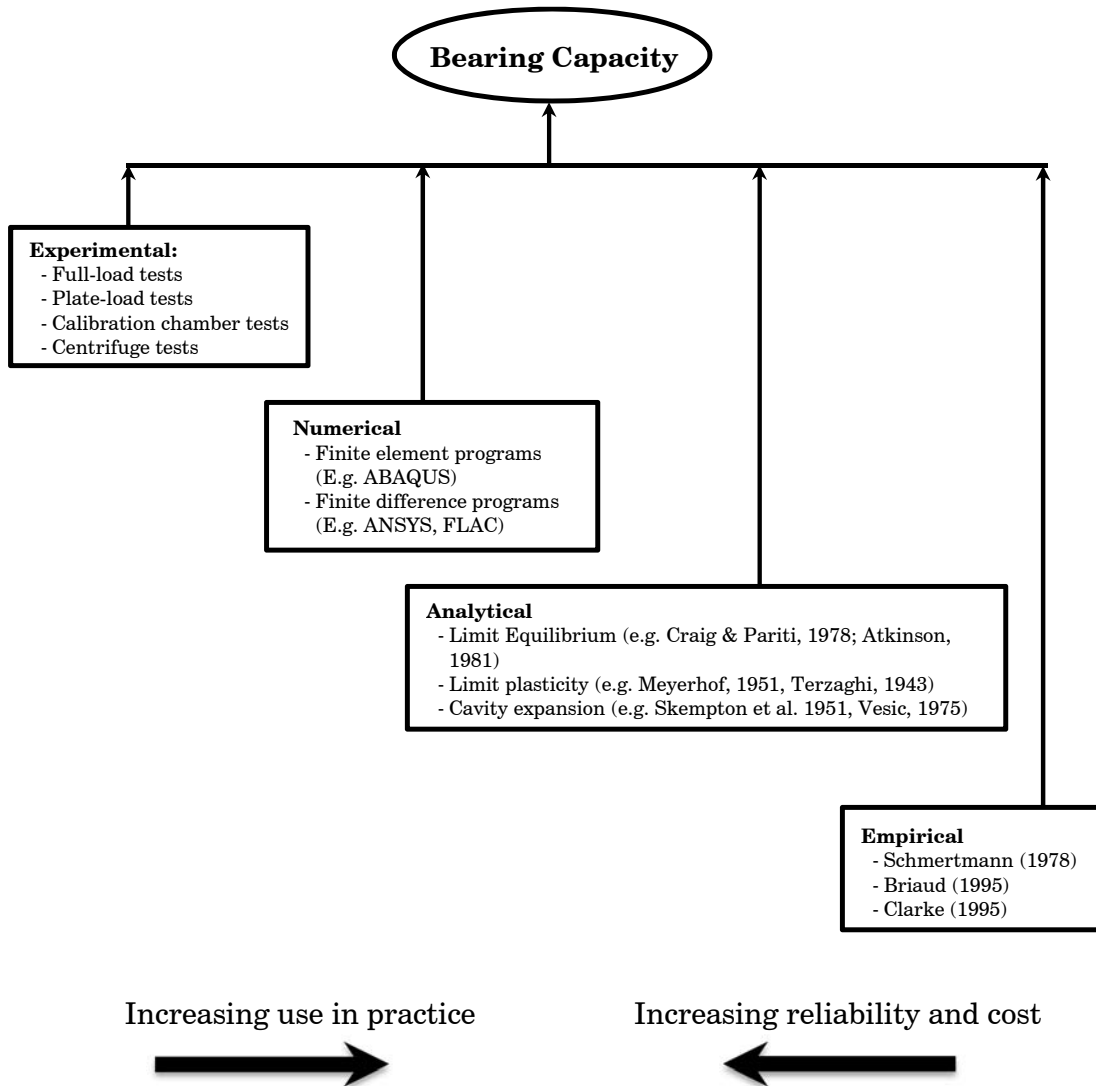 Bearing Capacity
Experimental:
- Full-load tests
- Plate-load tests
- Calibration chamber tests
- Centrifuge tests
Numerical
- Finite element programs
(E.g. ABAQUS)
- Finite difference programs
(E.g. ANSYS, FLAC)
Analytical
- Limit Equilibrium (e.g. Craig & Pariti, 1978; Atkinson,
1981)
- Limit plasticity (e.g. Meyerhof, 1951, Terzaghi, 1943)
- Cavity expansion (e.g. Skempton et al. 1951, Vesic, 1975)
Empirical
- Schmertmann (1978)
- Briaud (1995)
- Clarke (1995)
Increasing use in practice
Increasing reliability and cost